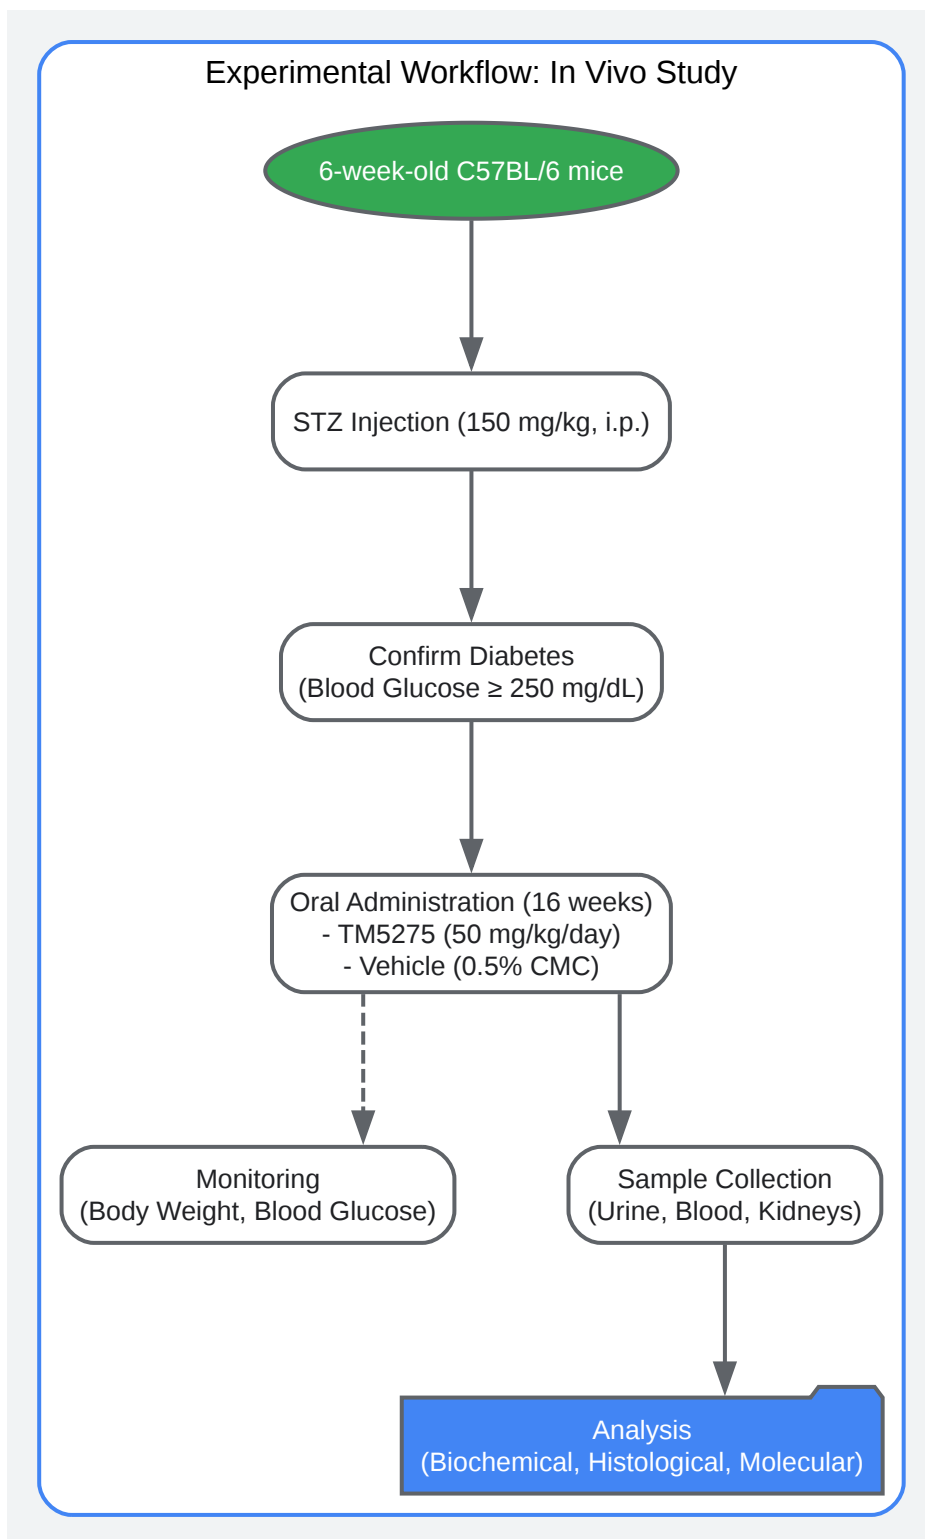 Experimental Workflow: In Vivo Study
6-week-old C57BL/6 mice
STZ Injection (150 mg/kg, i.p.)
Confirm Diabetes
(Blood Glucose ≥ 250 mg/dL)
Oral Administration (16 weeks)
- TM5275 (50 mg/kg/day)
- Vehicle (0.5% CMC)
Monitoring
(Body Weight, Blood Glucose)
Sample Collection
(Urine, Blood, Kidneys)
Analysis
(Biochemical, Histological, Molecular)